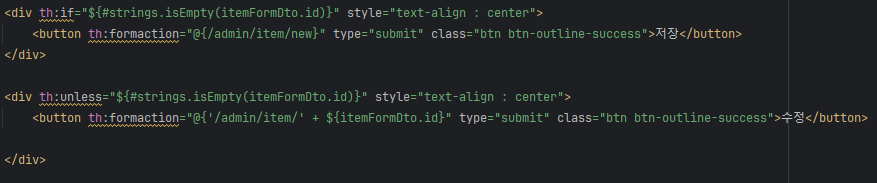 <div th:if="${#strings.isEmpty(itemFormDto.id)}" style="text-align : center">
<button th:formaction="@{/admin/item/new}" type="submit" class="btn btn-outline-success">저장</button>
</div>
<div th:unless="${#strings.isEmpty(itemFormDto.id)}" style="text-align : center">
<button th:formaction="@{'/admin/item/' + ${itemFormDto.id}" type="submit" class="btn btn-outline-success">수정</button>
</div>